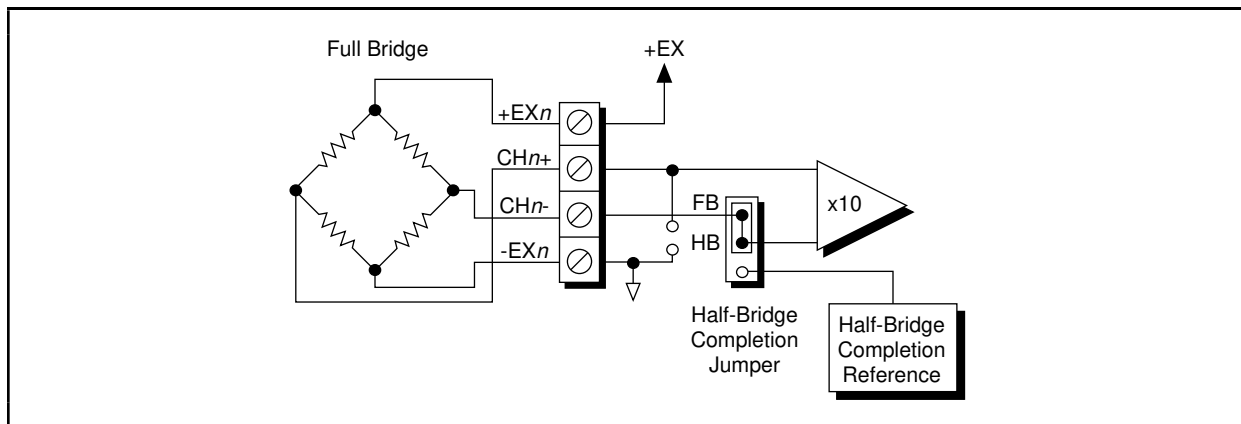 Full Bridge
+EX
+EXn
CHn+
CHn-
-EXn
FB
HB
x10
Half-Bridge
Completion
Jumper
Half-Bridge
Completion
Reference